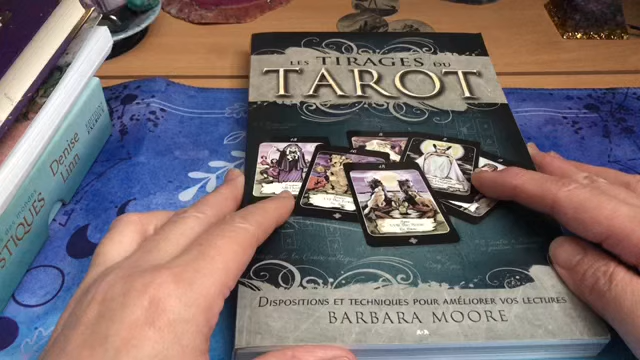 LES TIRAGES DU
TAROT
DISPOSITIONS ET TECHNIQUES POUR AMÉLIORER VOS LECTURES
BARBARA MOORE
Denise
Linn
STIQUES